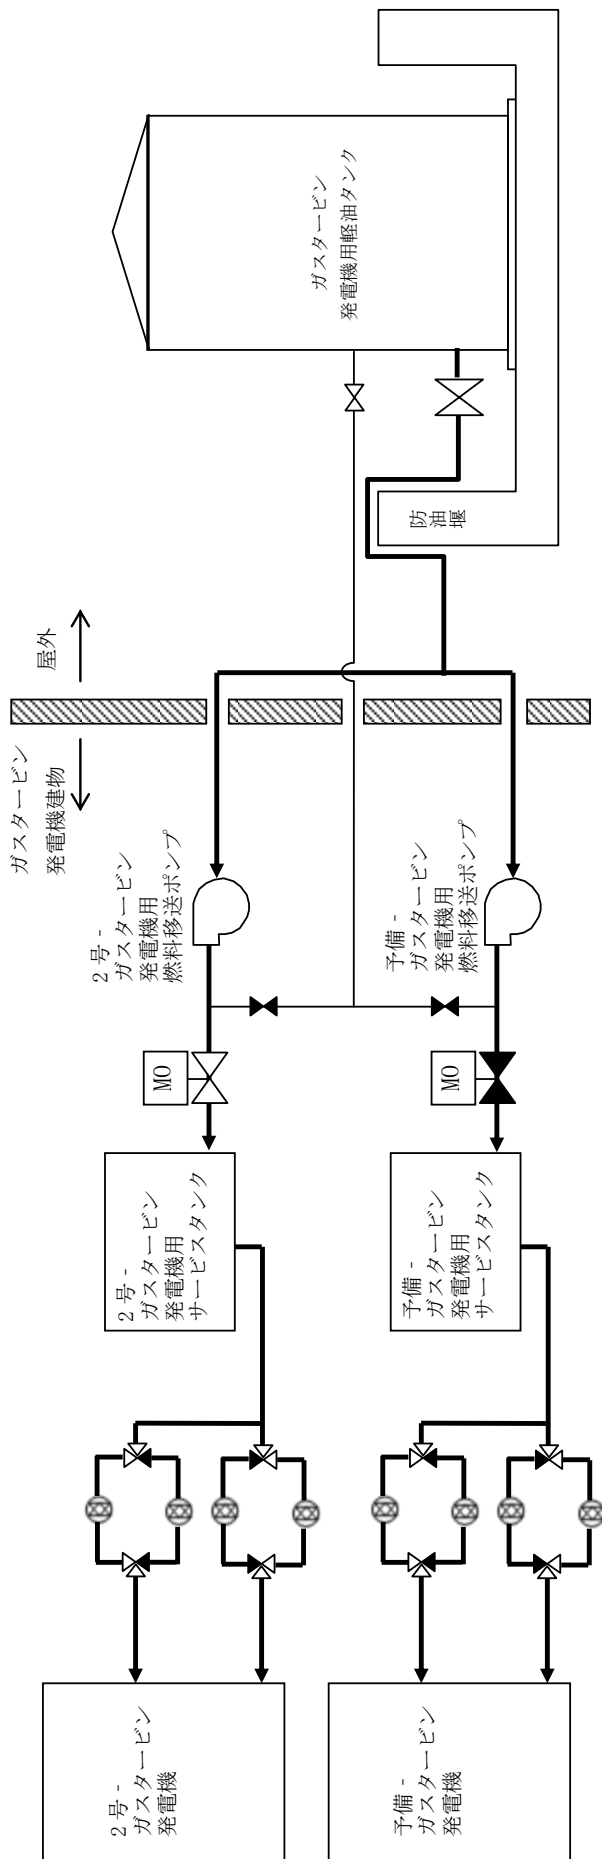 ガスタービン
発電機用軽油タンク
防油堰
屋外
ガスタービン
発電機建物
2号-
ガスタービン
発電機用
燃料移送ポンプ
予備-
ガスタービン
発電機用
燃料移送ポンプ
MO
MO
2号-
ガスタービン
発電機用
サービスタンク
予備-
ガスタービン
発電機用
サービスタンク
2号-
ガスタービン
発電機
予備-
ガスタービン
発電機